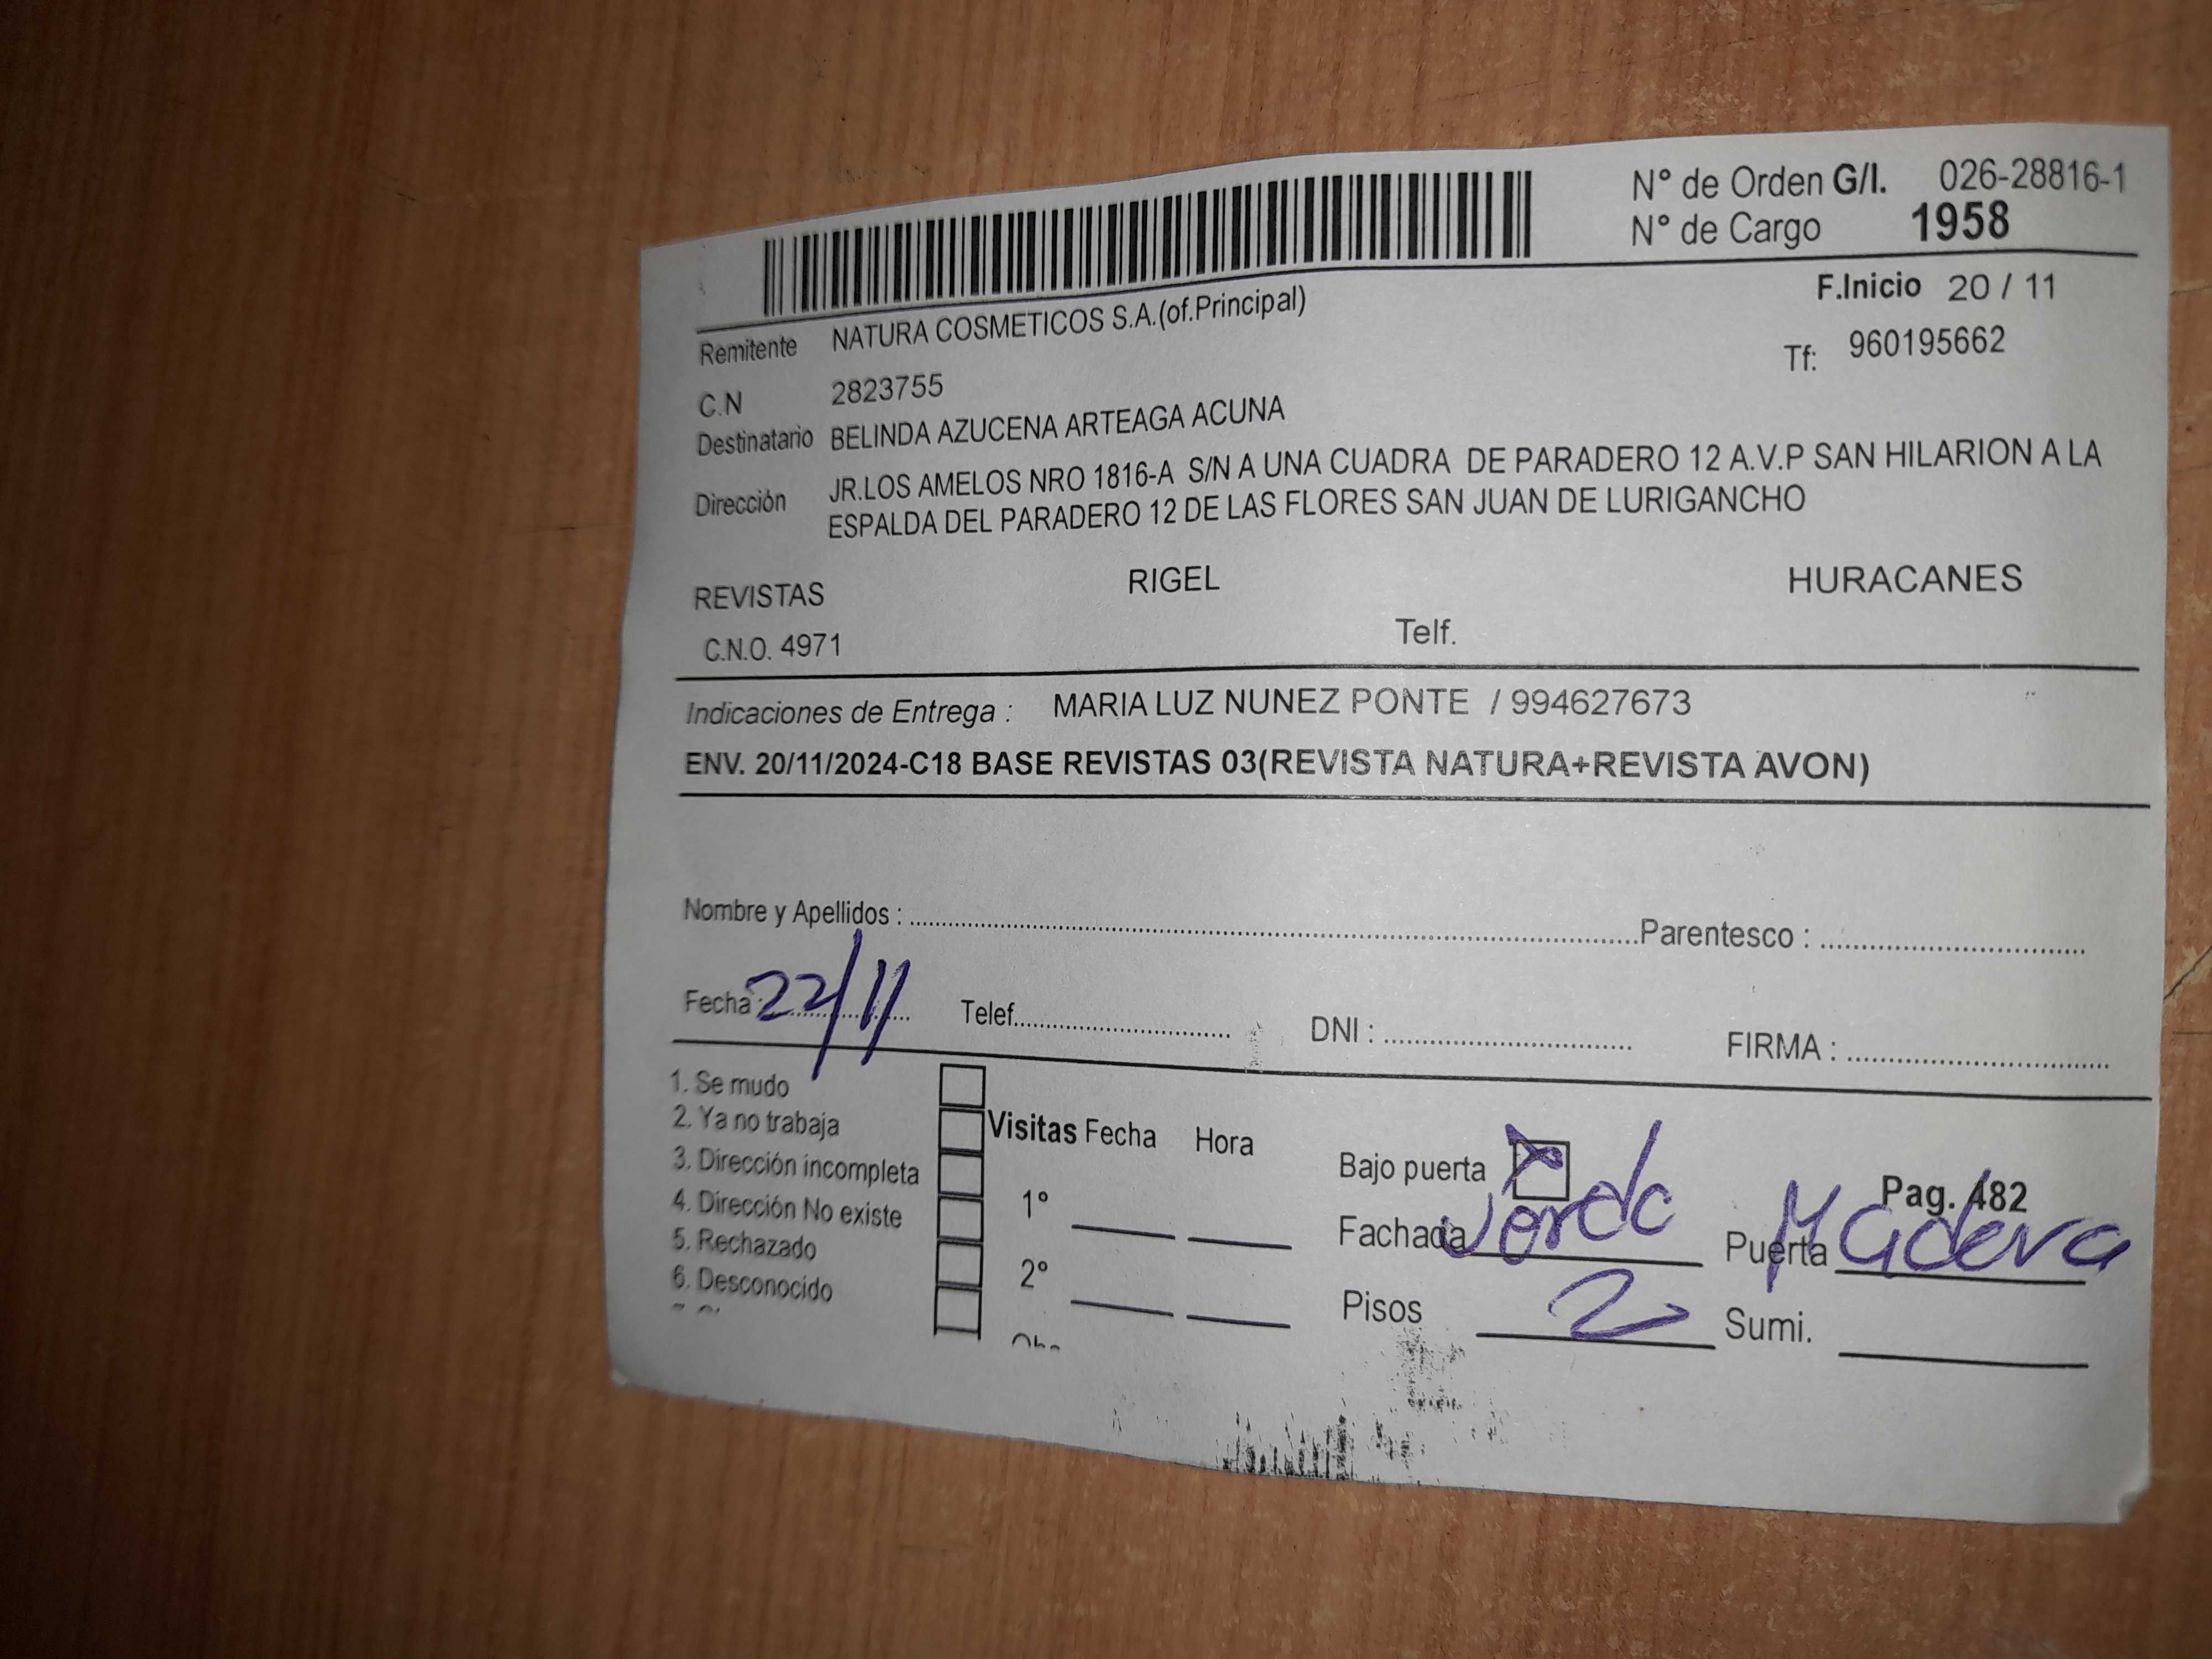 N° de Orden G/I. 026-28816-1
N° de Cargo 1958
F.Inicio 20 / 11
Remitente NATURA COSMETICOS S.A.(of.Principal)
Tf: 960195662
C.N 2823755
Destinatario BELINDA AZUCENA ARTEAGA ACUNA
Dirección JR.LOS AMELOS NRO 1816-A S/N A UNA CUADRA DE PARADERO 12 A.V.P SAN HILARION A LA
ESPALDA DEL PARADERO 12 DE LAS FLORES SAN JUAN DE LURIGANCHO
REVISTAS RIGEL HURACANES
C.N.O. 4971 Telf.
Indicaciones de Entrega : MARIA LUZ NUNEZ PONTE / 994627673
ENV. 20/11/2024-C18 BASE REVISTAS 03(REVISTA NATURA+REVISTA AVON)
Nombre y Apellidos : Parentesco :
Fecha : 22/11 Telef. DNI : FIRMA :
1. Se mudo
2. Ya no trabaja
3. Dirección incompleta
4. Dirección No existe
5. Rechazado
6. Desconocido
Visitas Fecha Hora
1°
2°
Bajo puerta X Pag. 482
Fachada Puerta Madera
Pisos 2 Sumi.